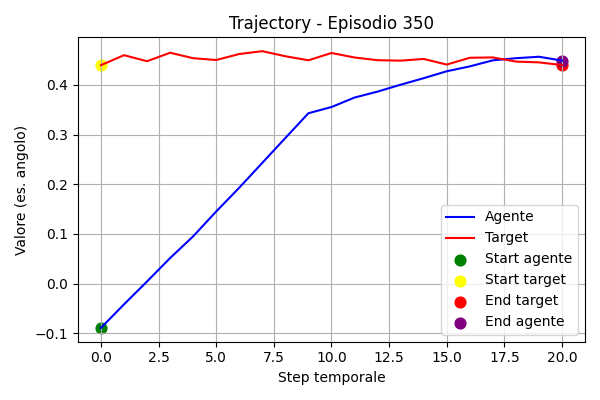 Trajectory - Episodio 350
Valore (es. angolo)
0.4
0.3
0.2
0.1
0.0
−0.1
Agente
Target
Start agente
Start target
End target
End agente
0.0 2.5 5.0 7.5 10.0 12.5 15.0 17.5 20.0
Step temporale